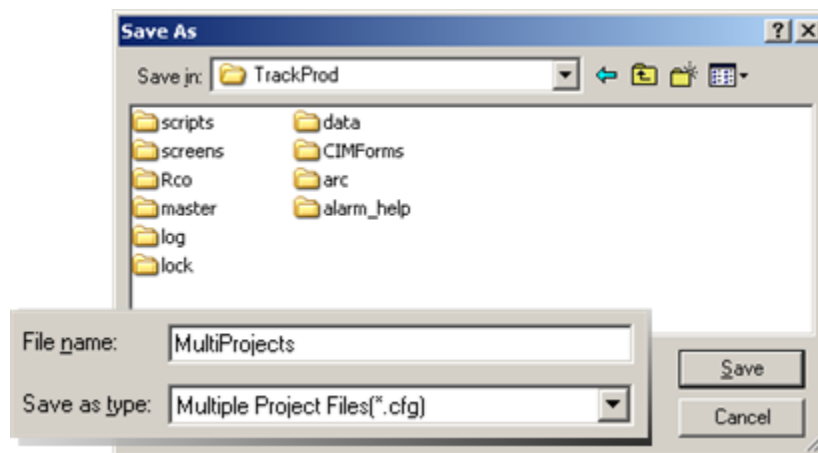 Save As
Save in: TrackProd
scripts data
screens CIMForms
Rco arc
master alarm_help
log
lock
File name: MultiProjects
Save as type: Multiple Project Files(*.cfg)
Save
Cancel